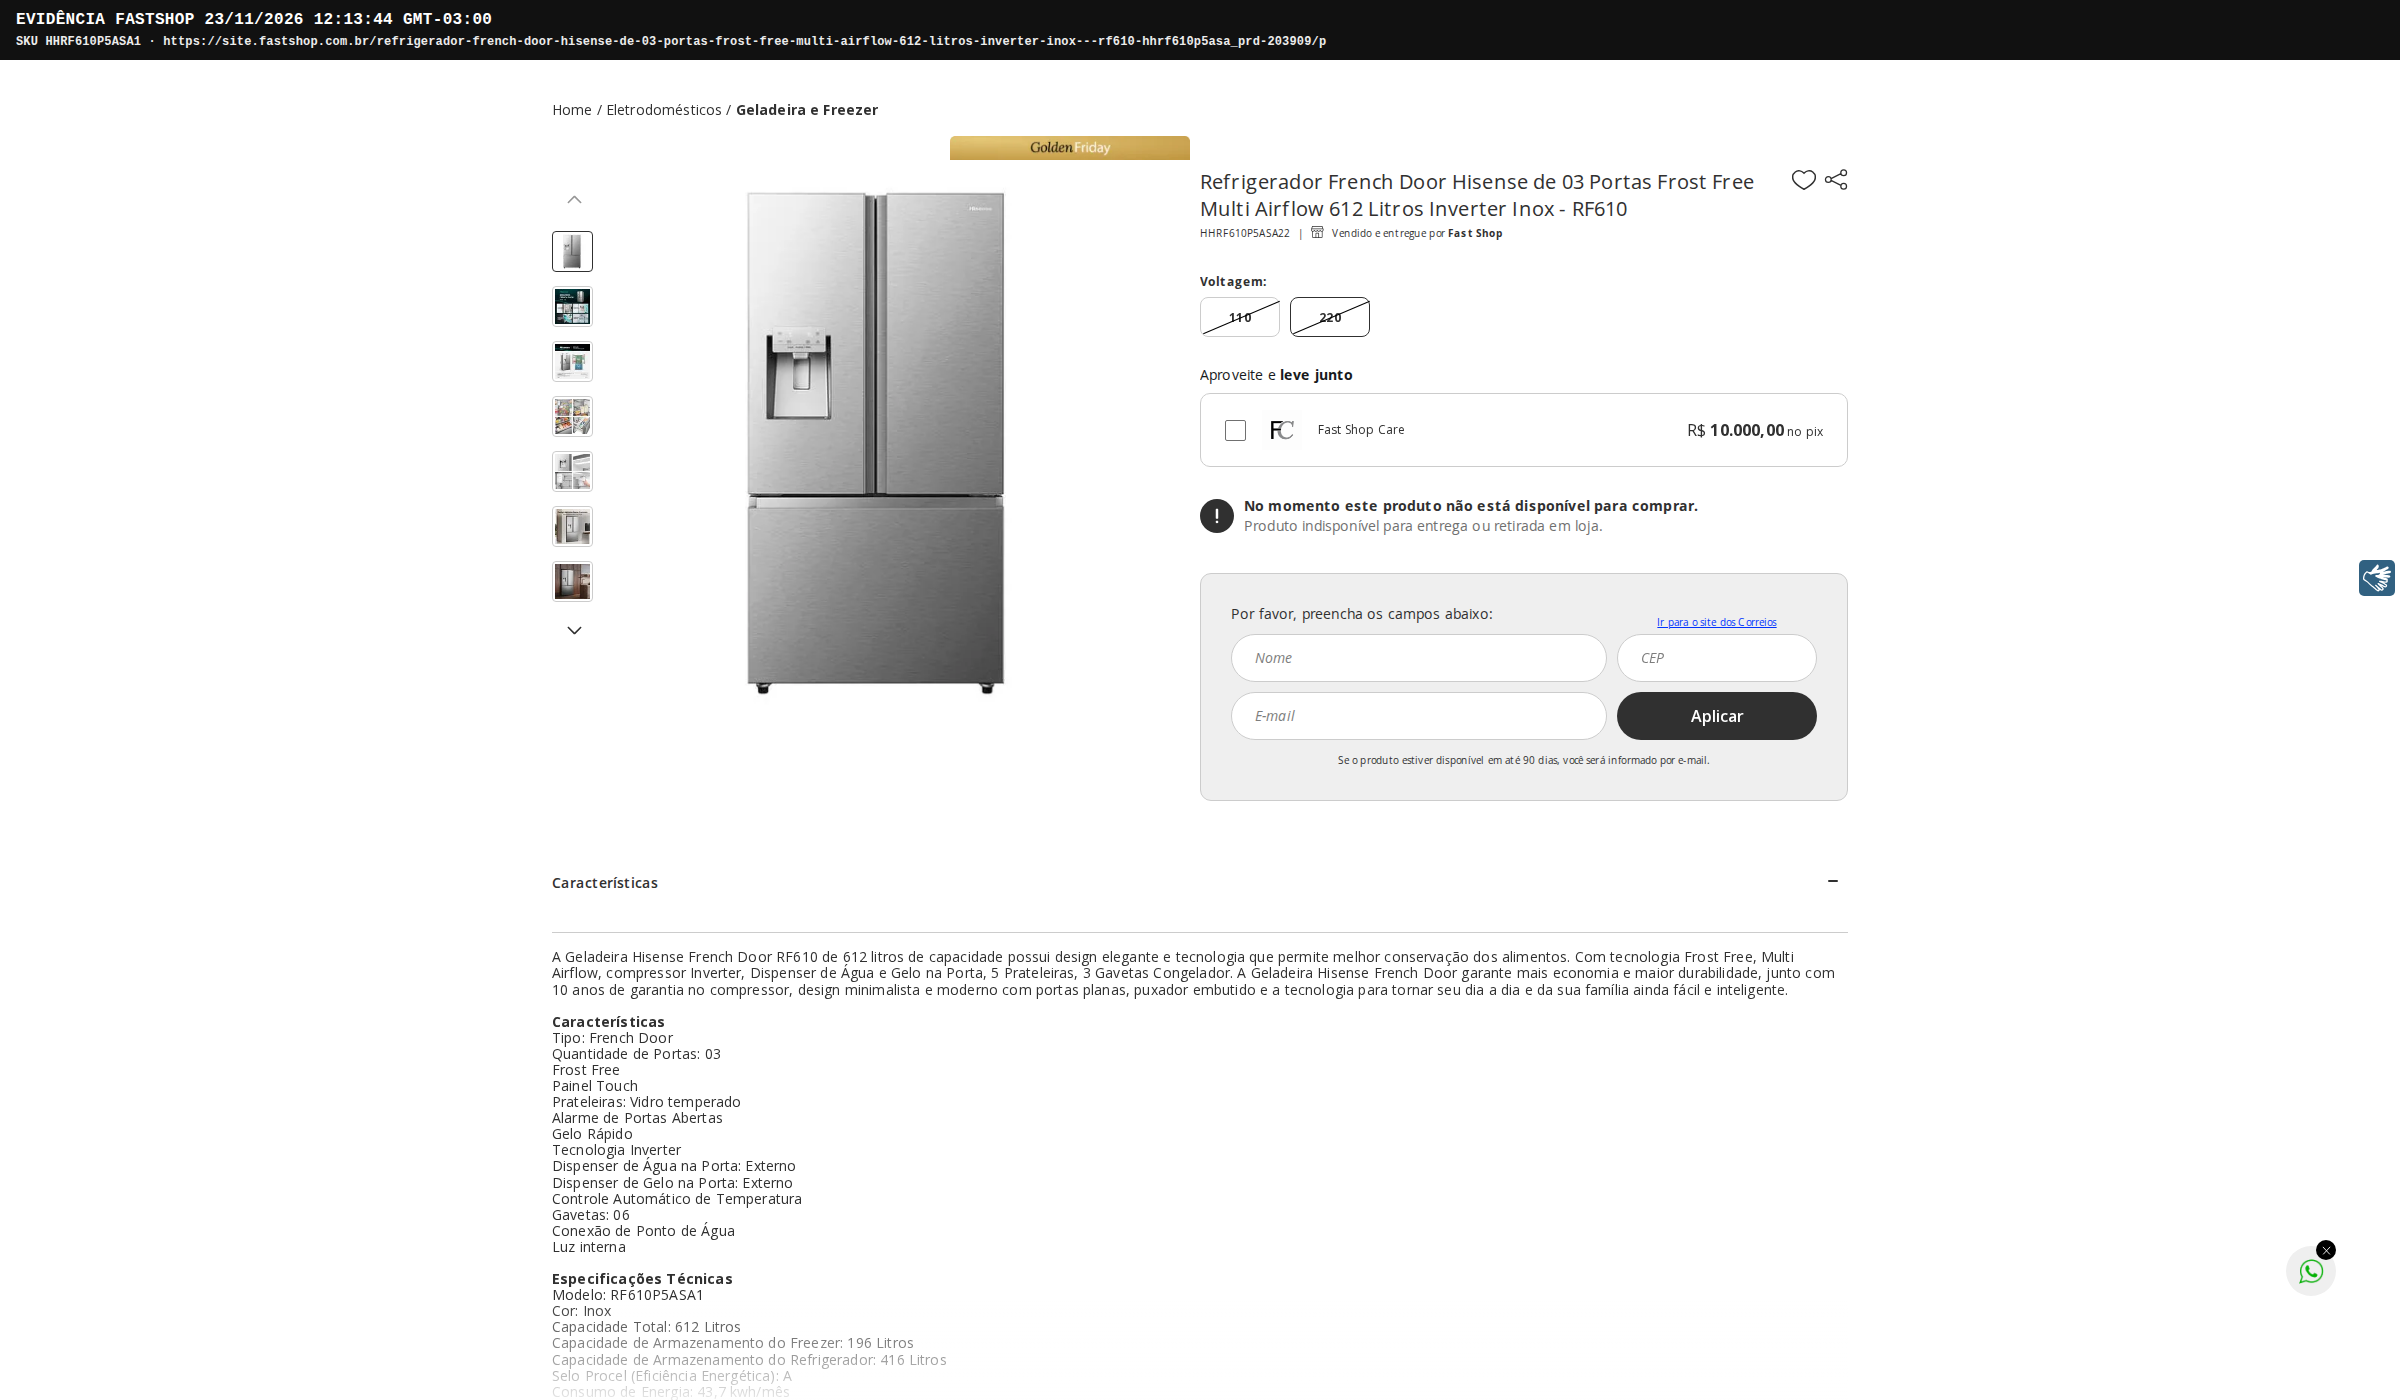 EVIDÊNCIA FASTSHOP 23/11/2026 12:13:44 GMT-03:00
SKU HHRF610P5ASA1 · https://site.fastshop.com.br/refrigerador-french-door-hisense-de-03-portas-frost-free-multi-airflow-612-litros-inverter-inox---rf610-hhrf610p5asa_prd-203909/p
Home / Eletrodomésticos / Geladeira e Freezer
Golden Friday
Refrigerador French Door Hisense de 03 Portas Frost Free
Multi Airflow 612 Litros Inverter Inox - RF610
HHRF610P5ASA22 | Vendido e entregue por Fast Shop
Voltagem:
110 220
Aproveite e leve junto
FC Fast Shop Care R$ 10.000,00 no pix
No momento este produto não está disponível para comprar.
Produto indisponível para entrega ou retirada em loja.
Por favor, preencha os campos abaixo:
Ir para o site dos Correios
Nome CEP
E-mail Aplicar
Se o produto estiver disponível em até 90 dias, você será informado por e-mail.
Características
A Geladeira Hisense French Door RF610 de 612 litros de capacidade possui design elegante e tecnologia que permite melhor conservação dos alimentos. Com tecnologia Frost Free, Multi
Airflow, compressor Inverter, Dispenser de Água e Gelo na Porta, 5 Prateleiras, 3 Gavetas Congelador. A Geladeira Hisense French Door garante mais economia e maior durabilidade, junto com
10 anos de garantia no compressor, design minimalista e moderno com portas planas, puxador embutido e a tecnologia para tornar seu dia a dia e da sua família ainda fácil e inteligente.
Características
Tipo: French Door
Quantidade de Portas: 03
Frost Free
Painel Touch
Prateleiras: Vidro temperado
Alarme de Portas Abertas
Gelo Rápido
Tecnologia Inverter
Dispenser de Água na Porta: Externo
Dispenser de Gelo na Porta: Externo
Controle Automático de Temperatura
Gavetas: 06
Conexão de Ponto de Água
Luz interna
Especificações Técnicas
Modelo: RF610P5ASA1
Cor: Inox
Capacidade Total: 612 Litros
Capacidade de Armazenamento do Freezer: 196 Litros
Capacidade de Armazenamento do Refrigerador: 416 Litros
Selo Procel (Eficiência Energética): A
Consumo de Energia: 43,7 kwh/mês